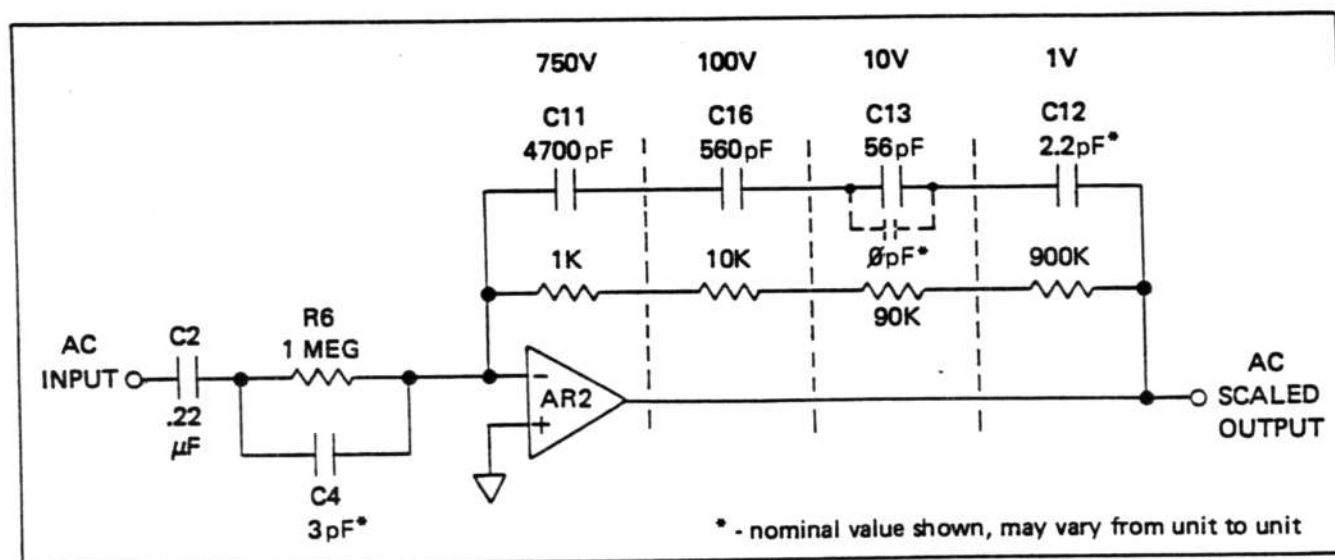 750V 100V 10V 1V
C11 C16 C13 C12
4700pF 560pF 56pF 2.2pF*
1K 10K ØpF* 900K
90K
AC
INPUT
C2
.22
µF
R6
1 MEG
C4
3pF*
-
AR2
+
AC
SCALED
OUTPUT
* - nominal value shown, may vary from unit to unit